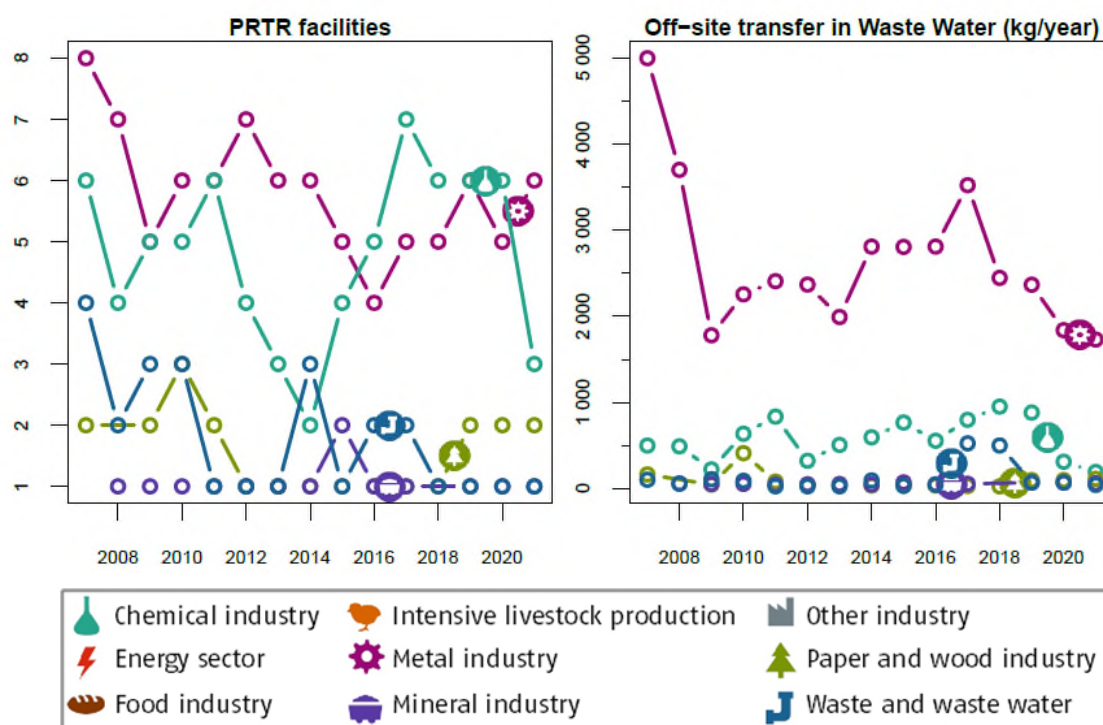 PRTR facilities
8
7
6
5
4
3
2
1
2008 2010 2012 2014 2016 2018 2020
Off−site transfer in Waste Water (kg/year)
5 000
4 000
3 000
2 000
1 000
0
2008 2010 2012 2014 2016 2018 2020
Chemical industry Intensive livestock production Other industry
Energy sector Metal industry Paper and wood industry
Food industry Mineral industry Waste and waste water